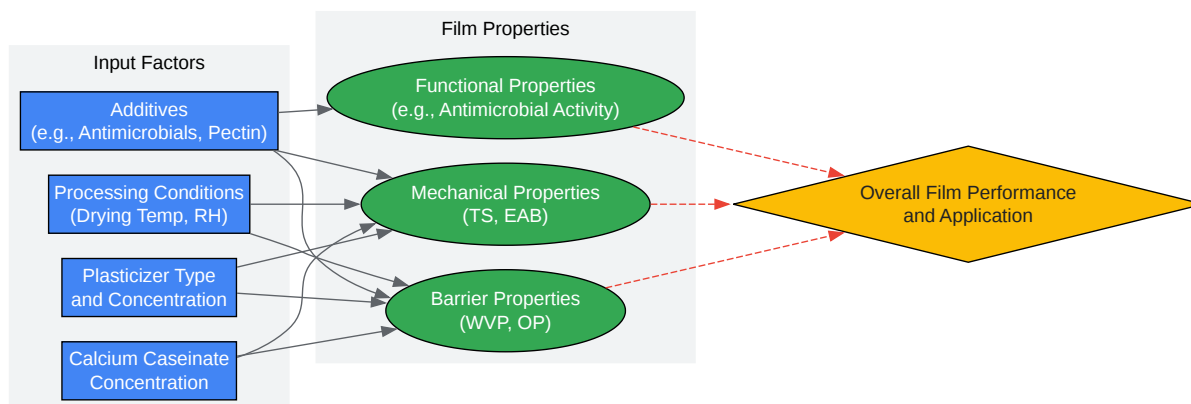 Input Factors
Additives
(e.g., Antimicrobials, Pectin)
Processing Conditions
(Drying Temp, RH)
Plasticizer Type
and Concentration
Calcium Caseinate
Concentration
Film Properties
Functional Properties
(e.g., Antimicrobial Activity)
Mechanical Properties
(TS, EAB)
Barrier Properties
(WVP, OP)
Overall Film Performance
and Application